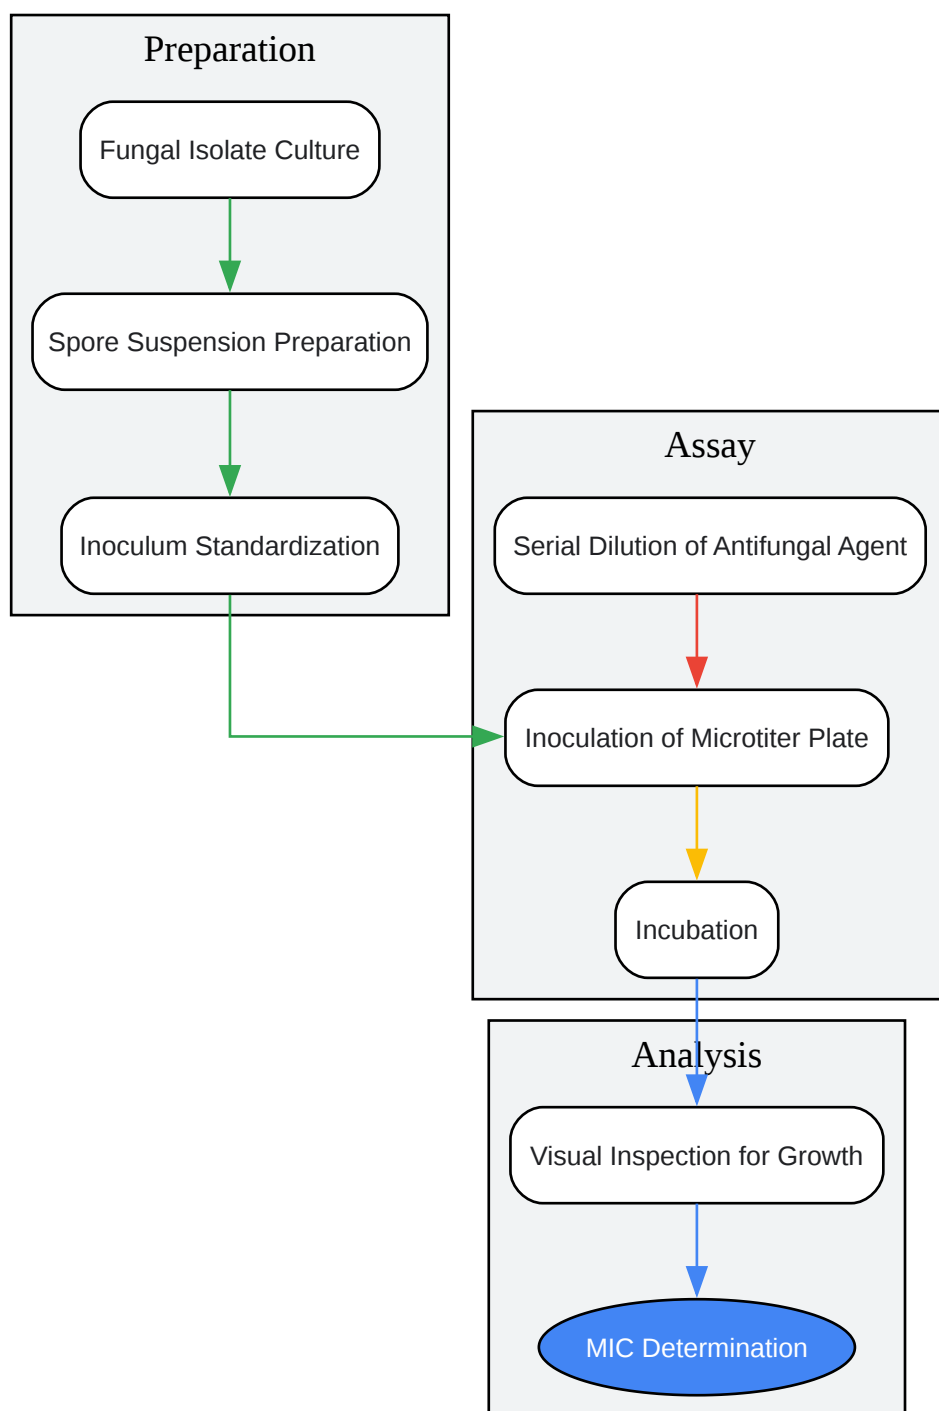 Preparation
Fungal Isolate Culture
Spore Suspension Preparation
Inoculum Standardization
Assay
Serial Dilution of Antifungal Agent
Inoculation of Microtiter Plate
Incubation
Analysis
Visual Inspection for Growth
MIC Determination